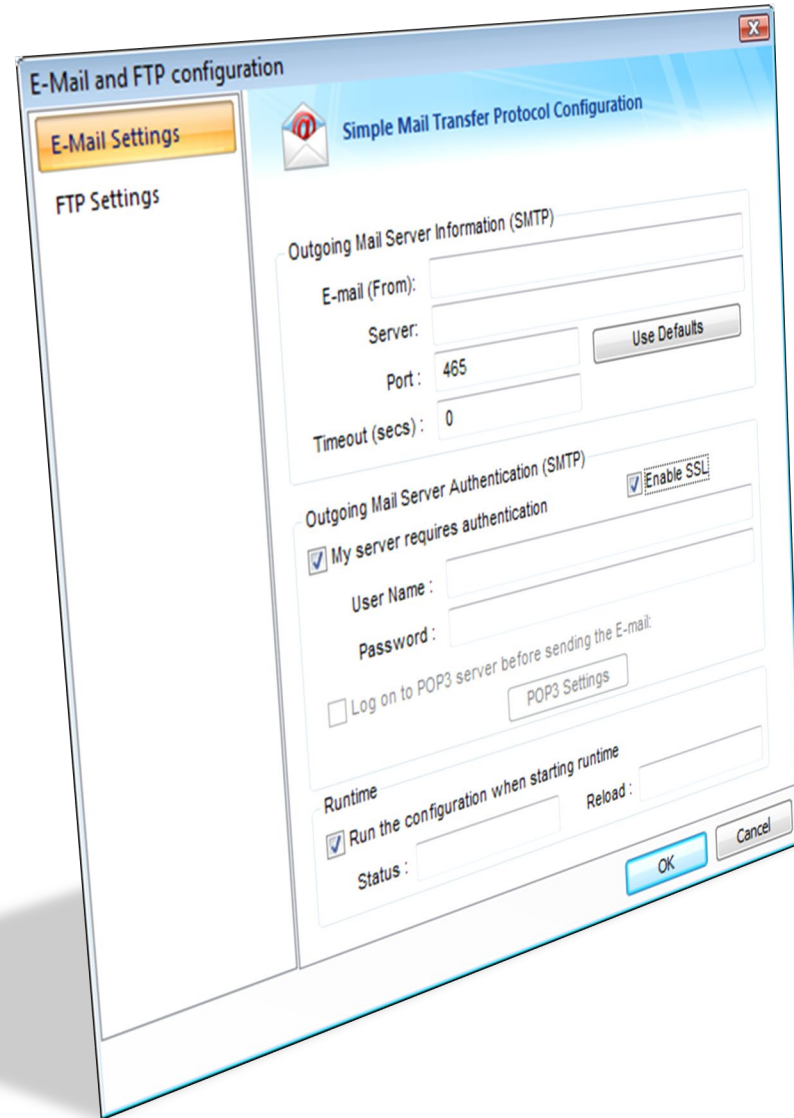 E-Mail and FTP configuration
E-Mail Settings
FTP Settings
Simple Mail Transfer Protocol Configuration
Outgoing Mail Server Information (SMTP)
E-mail (From):
Server:
Port : 465
Use Defaults
Timeout (secs) : 0
Outgoing Mail Server Authentication (SMTP)
My server requires authentication
Enable SSL
User Name :
Password :
Log on to POP3 server before sending the E-mail:
POP3 Settings
Runtime
Run the configuration when starting runtime
Status :
Reload :
OK
Cancel